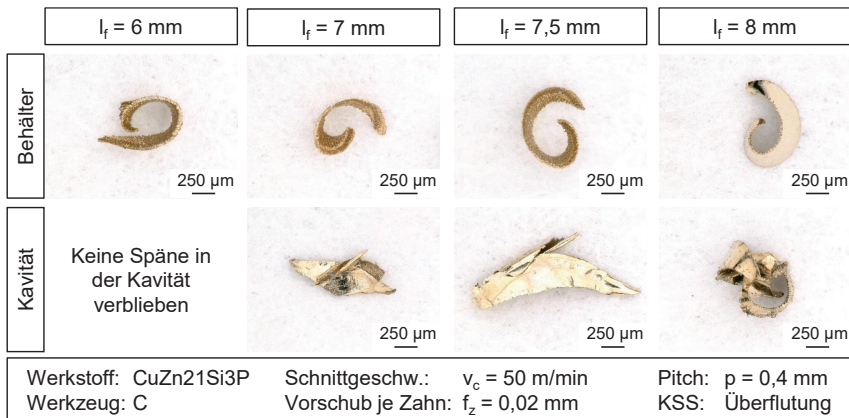 l_f = 6 mm
l_f = 7 mm
l_f = 7,5 mm
l_f = 8 mm
Behälter
250 µm
250 µm
250 µm
250 µm
Kavität
Keine Späne in
der Kavität
verblieben
250 µm
250 µm
250 µm
Werkstoff: CuZn21Si3P Schnittgeschw.: v_c = 50 m/min Pitch: p = 0,4 mm
Werkzeug: C Vorschub je Zahn: f_z = 0,02 mm KSS: Überflutung